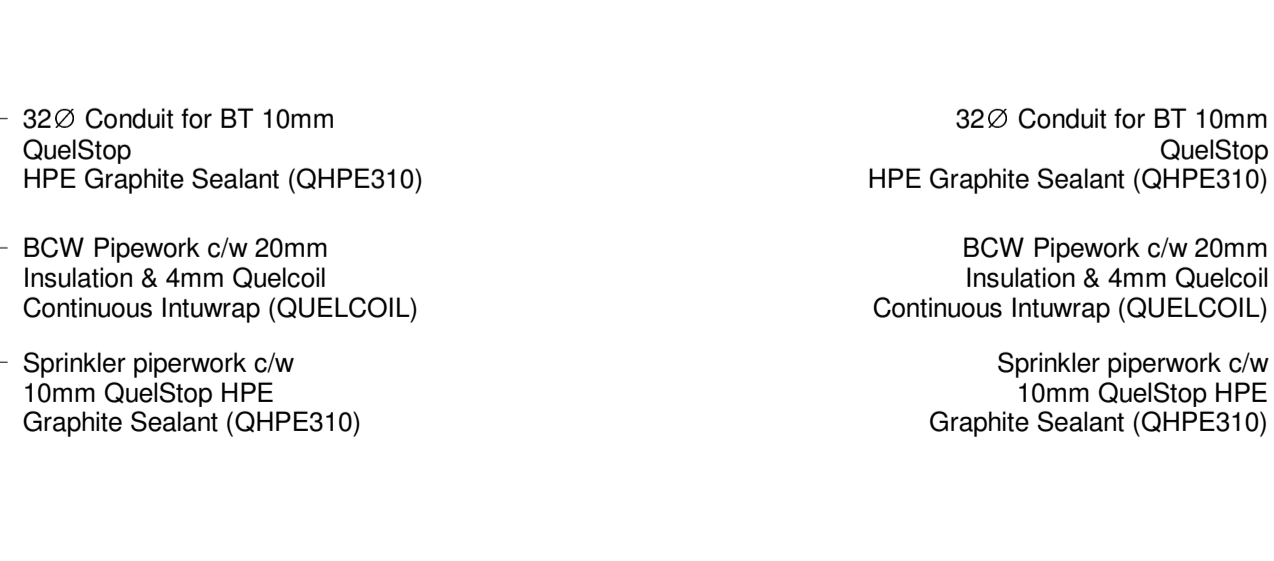 32∅ Conduit for BT 10mm
QuelStop
HPE Graphite Sealant (QHPE310)
BCW Pipework c/w 20mm
Insulation & 4mm Quelcoil
Continuous Intuwrap (QUELCOIL)
Sprinkler piperwork c/w
10mm QuelStop HPE
Graphite Sealant (QHPE310)
32∅ Conduit for BT 10mm
QuelStop
HPE Graphite Sealant (QHPE310)
BCW Pipework c/w 20mm
Insulation & 4mm Quelcoil
Continuous Intuwrap (QUELCOIL)
Sprinkler piperwork c/w
10mm QuelStop HPE
Graphite Sealant (QHPE310)